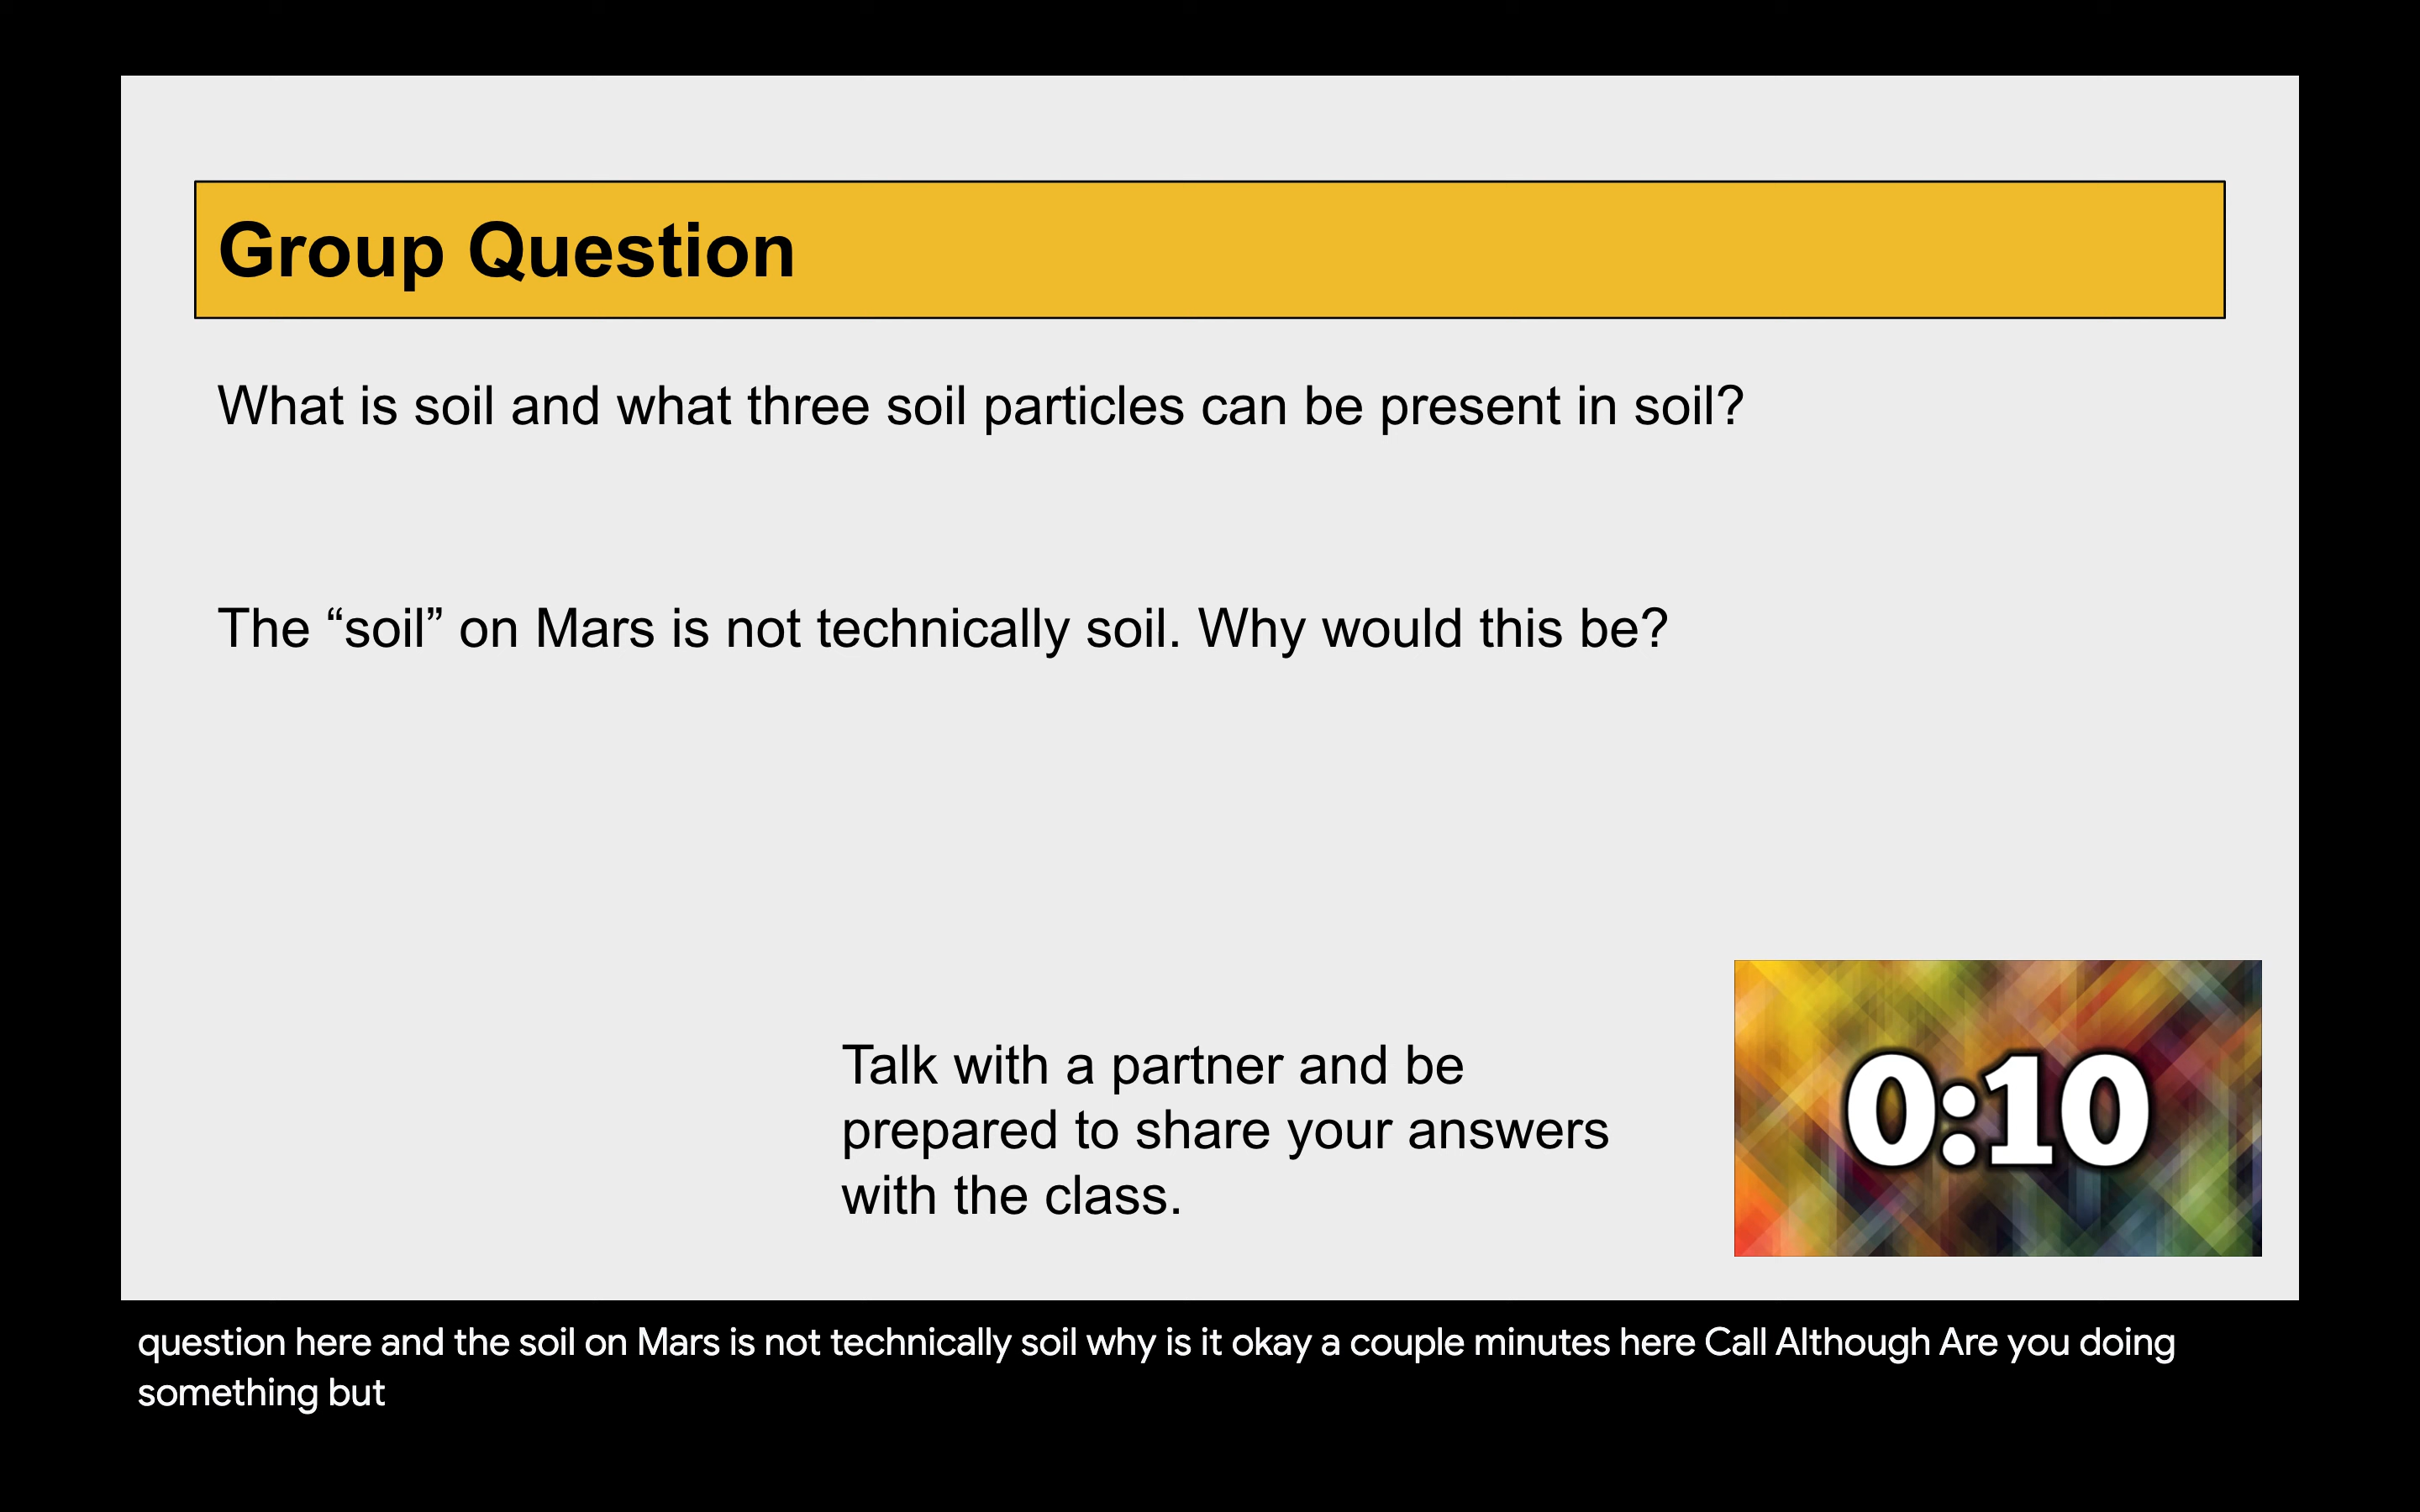 Group Question
What is soil and what three soil particles can be present in soil?
The “soil” on Mars is not technically soil. Why would this be?
Talk with a partner and be
prepared to share your answers
with the class.
0:10
question here and the soil on Mars is not technically soil why is it okay a couple minutes here Call Although Are you doing
something but